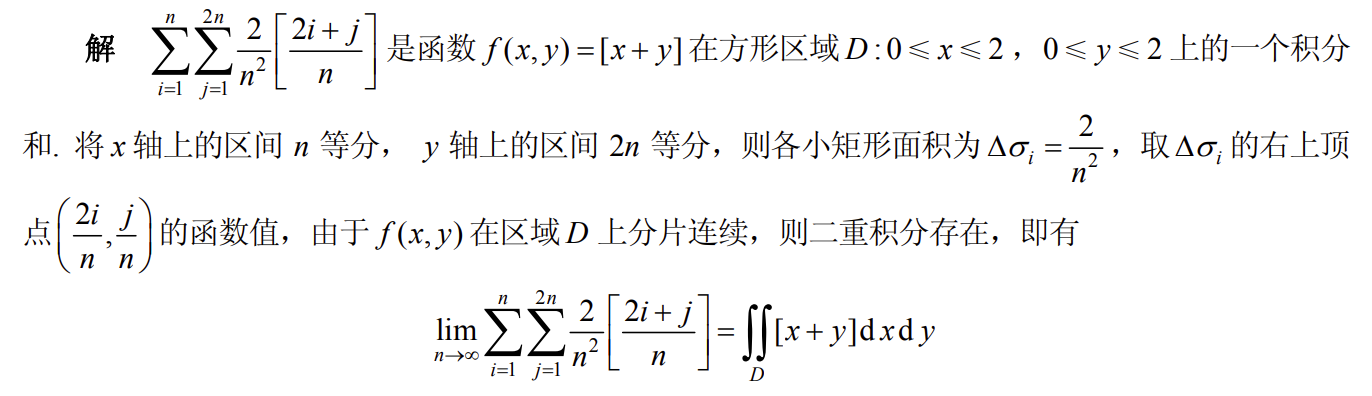 解 $\sum_{i=1}^{n}\sum_{j=1}^{2n}\frac{2}{n^2}\left[\frac{2i+j}{n}\right]$ 是函数 $f(x,y)=[x+y]$ 在方形区域 $D:0\leqslant x\leqslant 2$，$0\leqslant y\leqslant 2$ 上的一个积分
和. 将 $x$ 轴上的区间 $n$ 等分， $y$ 轴上的区间 $2n$ 等分，则各小矩形面积为 $\Delta\sigma_i=\frac{2}{n^2}$，取 $\Delta\sigma_i$ 的右上顶
点 $\left(\frac{2i}{n},\frac{j}{n}\right)$ 的函数值，由于 $f(x,y)$ 在区域 $D$ 上分片连续，则二重积分存在，即有
$\lim_{n\to\infty}\sum_{i=1}^{n}\sum_{j=1}^{2n}\frac{2}{n^2}\left[\frac{2i+j}{n}\right]=\iint_{D}[x+y]\mathrm{d}x\mathrm{d}y$